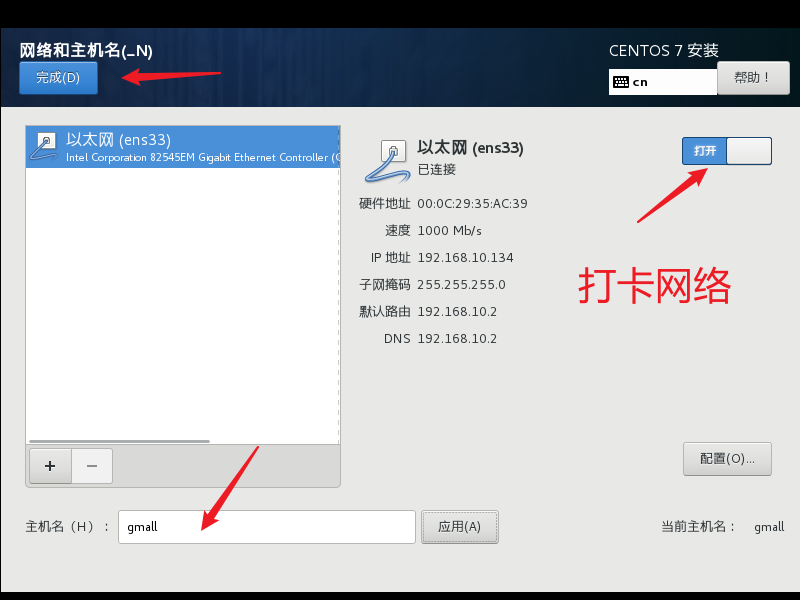 网络和主机名(_N)
CENTOS 7 安装
完成(D)
cn
帮助！
以太网 (ens33)
Intel Corporation 82545EM Gigabit Ethernet Controller (C
以太网 (ens33)
已连接
打开
硬件地址 00:0C:29:35:AC:39
速度 1000 Mb/s
IP 地址 192.168.10.134
子网掩码 255.255.255.0
默认路由 192.168.10.2
DNS 192.168.10.2
打卡网络
+ −
配置(O)...
主机名（H）： gmall 应用(A) 当前主机名： gmall